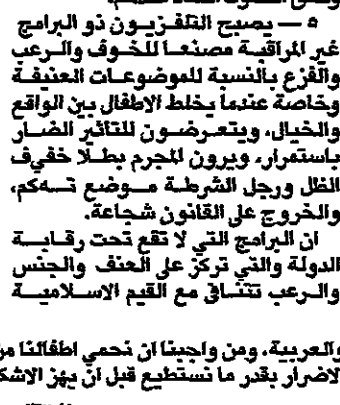 ٥ — يصبح التلفزيون ذو البرامج
غير المراقبة مصنعا للخوف والرعب
والفزع بالنسبة للموضوعات العنيفة
وخاصة عندما يخلط الاطفال بين الواقع
والخيال، ويتعرضون للتأثير الضار
باستمرار، ويرون المجرم بطلا خفيف
الظل ورجل الشرطة موضع تهكم،
والخروج على القانون شجاعة.
ان البرامج التي لا تقع تحت رقابة
الدولة والتي تركز على العنف والجنس
والرعب تتنافى مع القيم الاسلامية
والعربية، ومن واجبنا ان نحمي اطفالنا من
لاضرار بقدر ما نستطيع قبل ان يهز الاشك